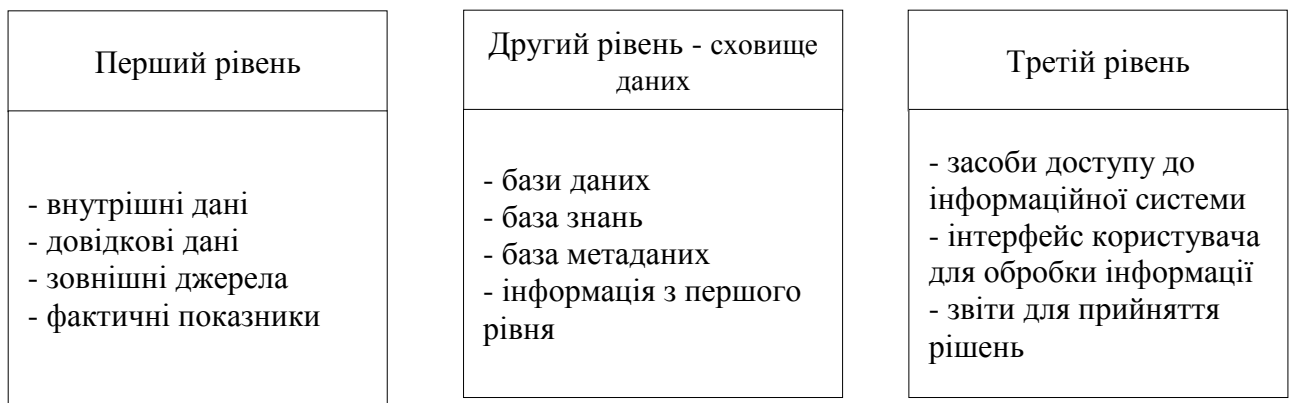 Перший рівень
- внутрішні дані
- довідкові дані
- зовнішні джерела
- фактичні показники
Другий рівень - сховище
даних
- бази даних
- база знань
- база метаданих
- інформація з першого
рівня
Третій рівень
- засоби доступу до
інформаційної системи
- інтерфейс користувача
для обробки інформації
- звіти для прийняття
рішень